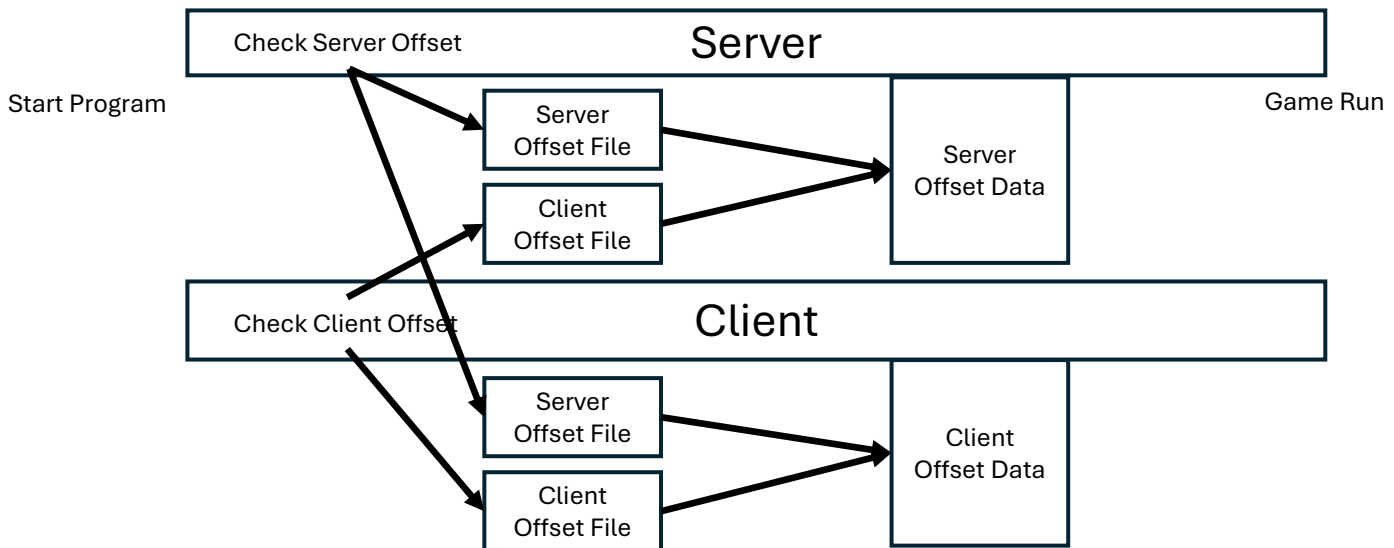 Check Server Offset
Server
Start Program
Game Run
Server
Offset File
Server
Offset Data
Client
Offset File
Check Client Offset
Client
Server
Offset File
Client
Offset Data
Client
Offset File